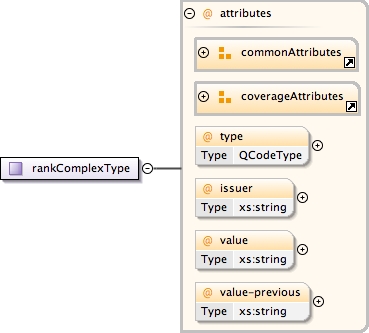 @ attributes
commonAttributes
coverageAttributes
@ type
Type QCodeType
rankComplexType
@ issuer
Type xs:string
@ value
Type xs:string
@ value-previous
Type xs:string